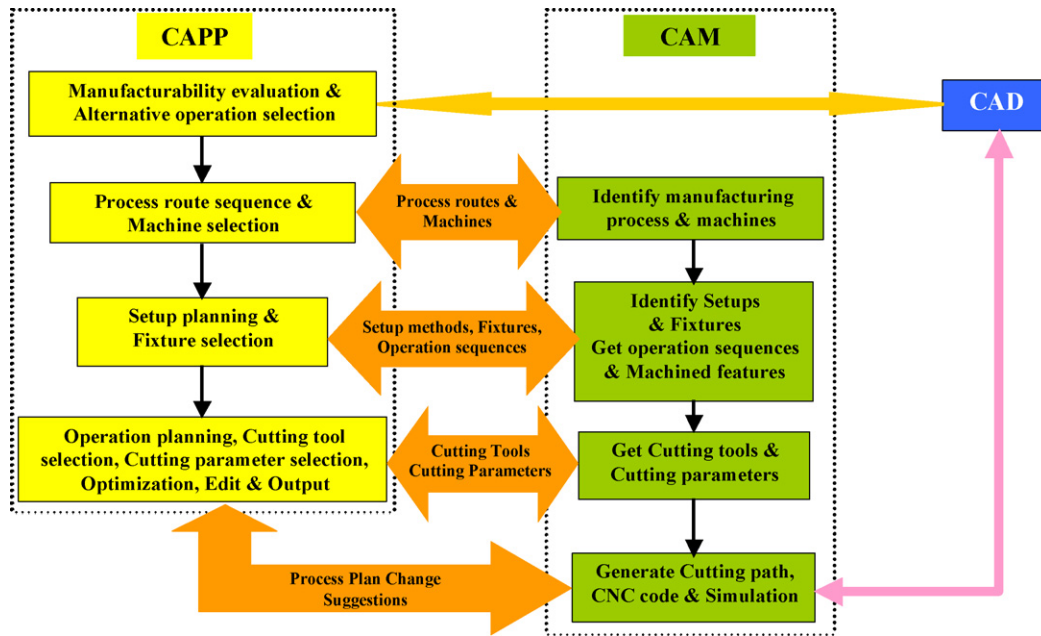 CAPP
CAM
Manufacturability evaluation &
Alternative operation selection
CAD
Process route sequence &
Machine selection
Process routes &
Machines
Identify manufacturing
process & machines
Setup planning &
Fixture selection
Setup methods, Fixtures,
Operation sequences
Identify Setups
& Fixtures
Get operation sequences
& Machined features
Operation planning, Cutting tool
selection, Cutting parameter selection,
Optimization, Edit & Output
Cutting Tools
Cutting Parameters
Get Cutting tools &
Cutting parameters
Process Plan Change
Suggestions
Generate Cutting path,
CNC code & Simulation